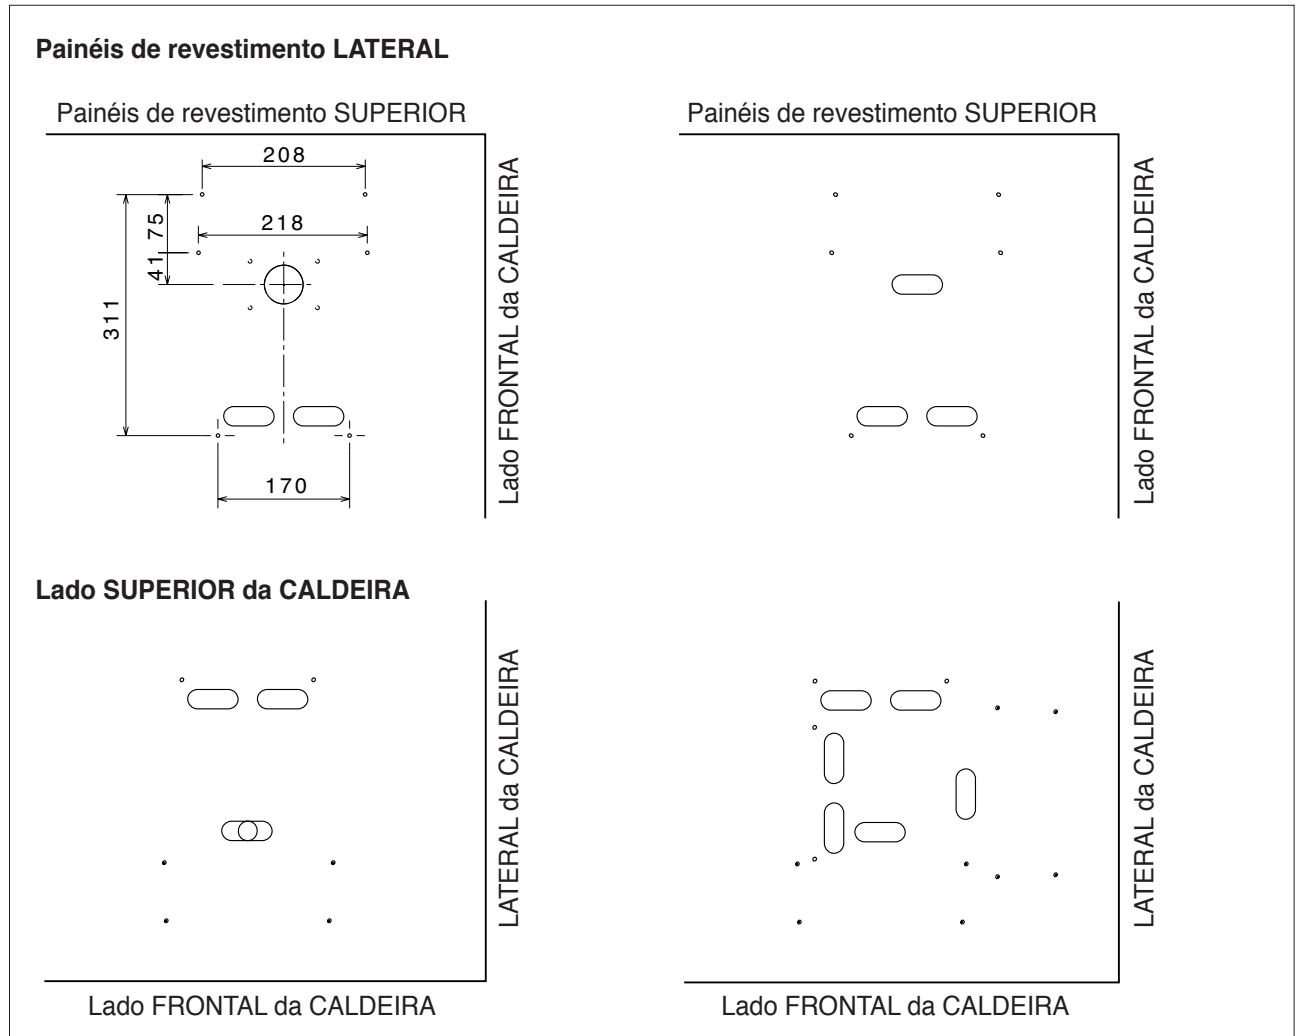 Painéis de revestimento LATERAL
Painéis de revestimento SUPERIOR
208
75
218
41
311
170
Lado FRONTAL da CALDEIRA
Painéis de revestimento SUPERIOR
Lado FRONTAL da CALDEIRA
Lado SUPERIOR da CALDEIRA
LATERAL da CALDEIRA
Lado FRONTAL da CALDEIRA
LATERAL da CALDEIRA
Lado FRONTAL da CALDEIRA